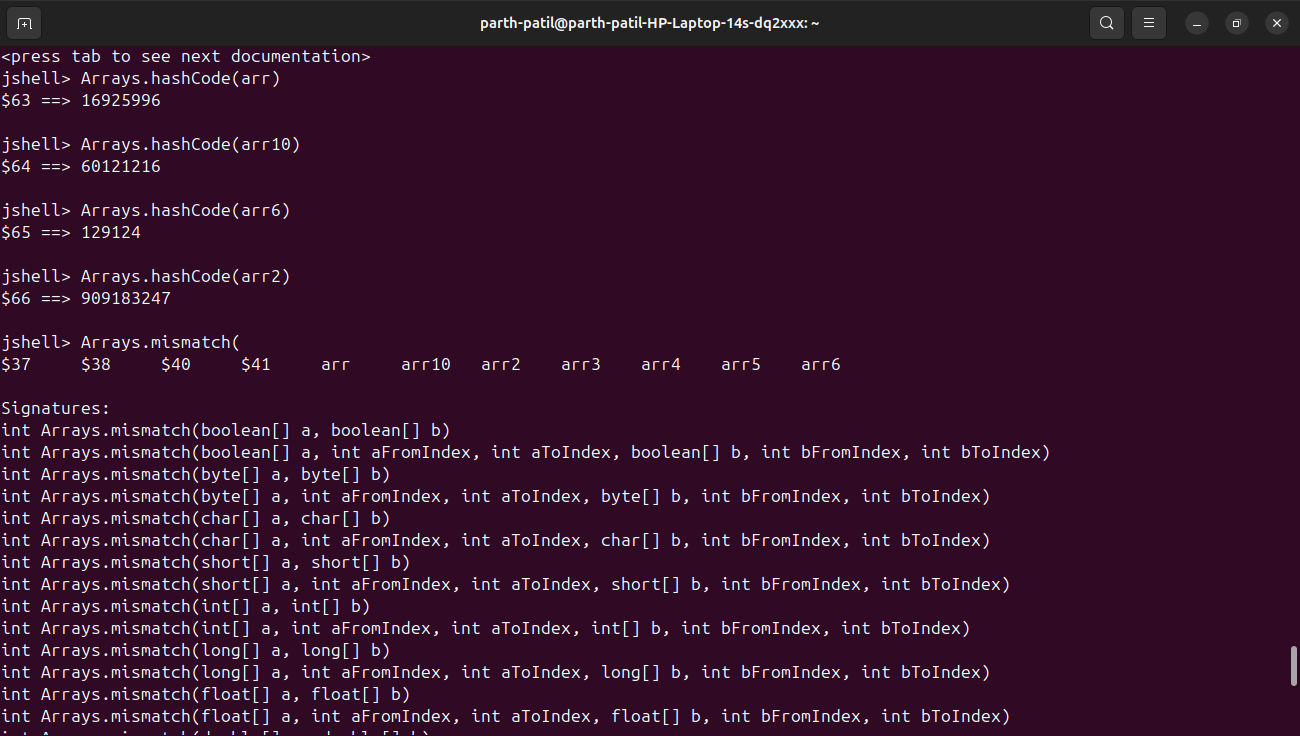 parth-patil@parth-patil-HP-Laptop-14s-dq2xxx: ~
<press tab to see next documentation>
jshell> Arrays.hashCode(arr)
$63 ==> 16925996
jshell> Arrays.hashCode(arr10)
$64 ==> 60121216
jshell> Arrays.hashCode(arr6)
$65 ==> 129124
jshell> Arrays.hashCode(arr2)
$66 ==> 909183247
jshell> Arrays.mismatch(
$37 $38 $40 $41 arr arr10 arr2 arr3 arr4 arr5 arr6
Signatures:
int Arrays.mismatch(boolean[] a, boolean[] b)
int Arrays.mismatch(boolean[] a, int aFromIndex, int aToIndex, boolean[] b, int bFromIndex, int bToIndex)
int Arrays.mismatch(byte[] a, byte[] b)
int Arrays.mismatch(byte[] a, int aFromIndex, int aToIndex, byte[] b, int bFromIndex, int bToIndex)
int Arrays.mismatch(char[] a, char[] b)
int Arrays.mismatch(char[] a, int aFromIndex, int aToIndex, char[] b, int bFromIndex, int bToIndex)
int Arrays.mismatch(short[] a, short[] b)
int Arrays.mismatch(short[] a, int aFromIndex, int aToIndex, short[] b, int bFromIndex, int bToIndex)
int Arrays.mismatch(int[] a, int[] b)
int Arrays.mismatch(int[] a, int aFromIndex, int aToIndex, int[] b, int bFromIndex, int bToIndex)
int Arrays.mismatch(long[] a, long[] b)
int Arrays.mismatch(long[] a, int aFromIndex, int aToIndex, long[] b, int bFromIndex, int bToIndex)
int Arrays.mismatch(float[] a, float[] b)
int Arrays.mismatch(float[] a, int aFromIndex, int aToIndex, float[] b, int bFromIndex, int bToIndex)